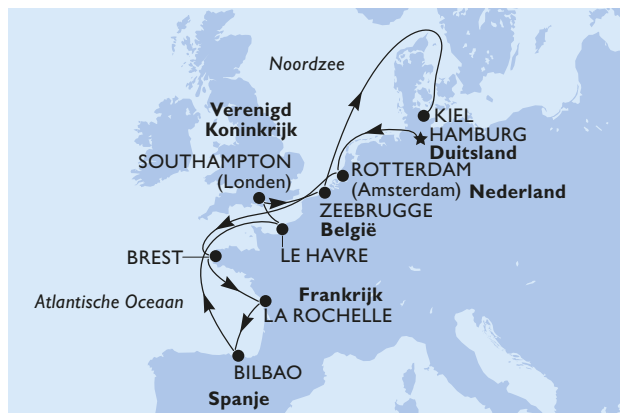 Noordzee
Verenigd
Koninkrijk
KIEL
HAMBURG
Duitsland
SOUTHAMPTON
(Londen)
ROTTERDAM
(Amsterdam) Nederland
ZEEBRUGGE
België
BREST
LE HAVRE
Atlantische Oceaan
Frankrijk
LA ROCHELLE
BILBAO
Spanje